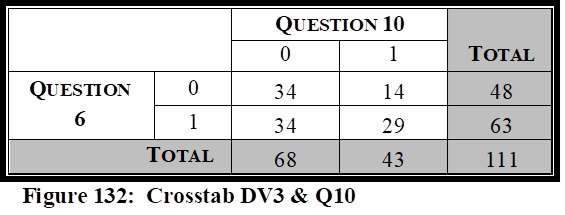 QUESTION 10
0 1 TOTAL
QUESTION 0 34 14 48
6 1 34 29 63
TOTAL 68 43 111
Figure 132: Crosstab DV3 & Q10